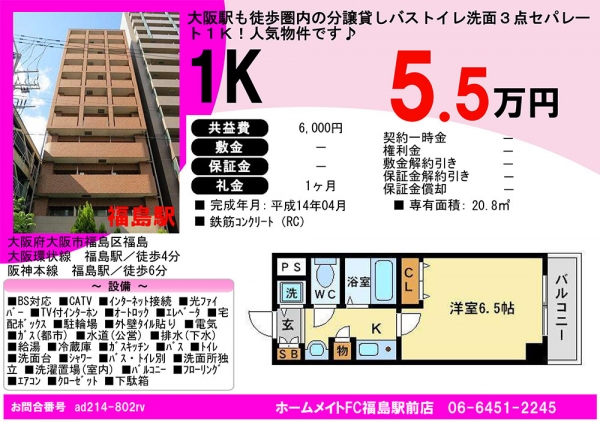 大阪駅も徒歩圏内の分譲貸しバストイレ洗面３点セパレー
ト１Ｋ！人気物件です♪
1K
5.5万円
共益費 6,000円
敷金 −
保証金 −
礼金 1ヶ月
契約一時金 −
権利金 −
敷金解約引き −
保証金解約引き −
保証金償却 −
■ 完成年月: 平成14年04月
■ 専有面積: 20.8㎡
■ 鉄筋コンクリート (RC)
福島駅
大阪府大阪市福島区福島
大阪環状線 福島駅／徒歩4分
阪神本線 福島駅／徒歩6分
～ 設備 ～
■BS対応 ■CATV ■インターネット接続 ■光ファイ
バー ■TV付インターホン ■オートロック ■エレベータ ■宅
配ボックス ■駐輪場 ■外壁タイル貼り ■電気
■ガス(都市) ■水道(公営) ■排水(下水)
■給湯 ■冷蔵庫 ■ガスキッチン ■バス ■トイレ
■洗面台 ■シャワー ■バス・トイレ別 ■洗面所独
立 ■洗濯置場(室内) ■バルコニー ■フローリング
■エアコン ■クローゼット ■下駄箱
PS
洗
WC
浴室
CL
洋室6.5帖
バルコニー
玄
SB
物
K
お問合番号 ad214-802rv
ホームメイトFC福島駅前店 06-6451-2245